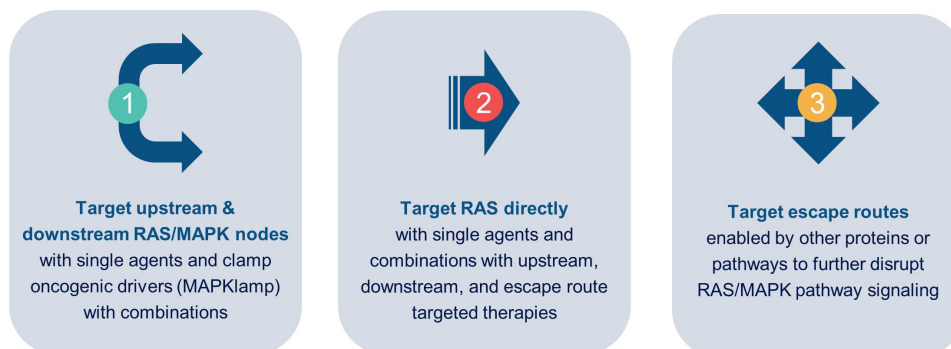 1
Target upstream &
downstream RAS/MAPK nodes
with single agents and clamp
oncogenic drivers (MAPKlamp)
with combinations
2
Target RAS directly
with single agents and
combinations with upstream,
downstream, and escape route
targeted therapies
3
Target escape routes
enabled by other proteins or
pathways to further disrupt
RAS/MAPK pathway signaling